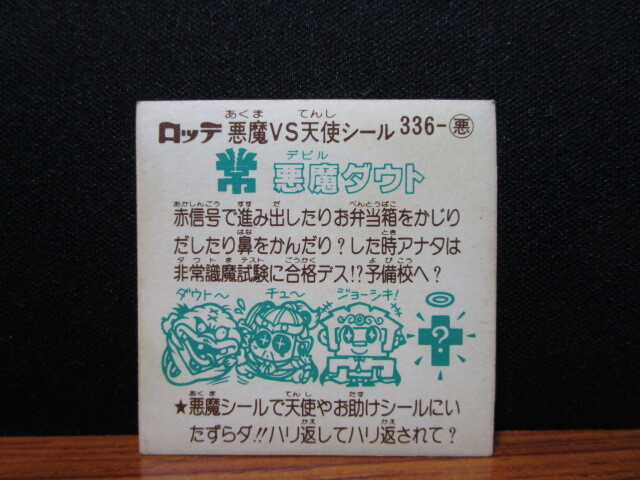 ロッテ 悪魔VS天使シール 336-悪
常 悪魔ダウト
赤信号で進み出したりお弁当箱をかじり
だしたり鼻をかんだり?した時アナタは
非常識魔試験に合格デス!?予備校へ?
ダウト〜 チュ〜 ジョーシキ!
?
★悪魔シールで天使やお助けシールにい
たずらダ!!ハリ返してハリ返されて?